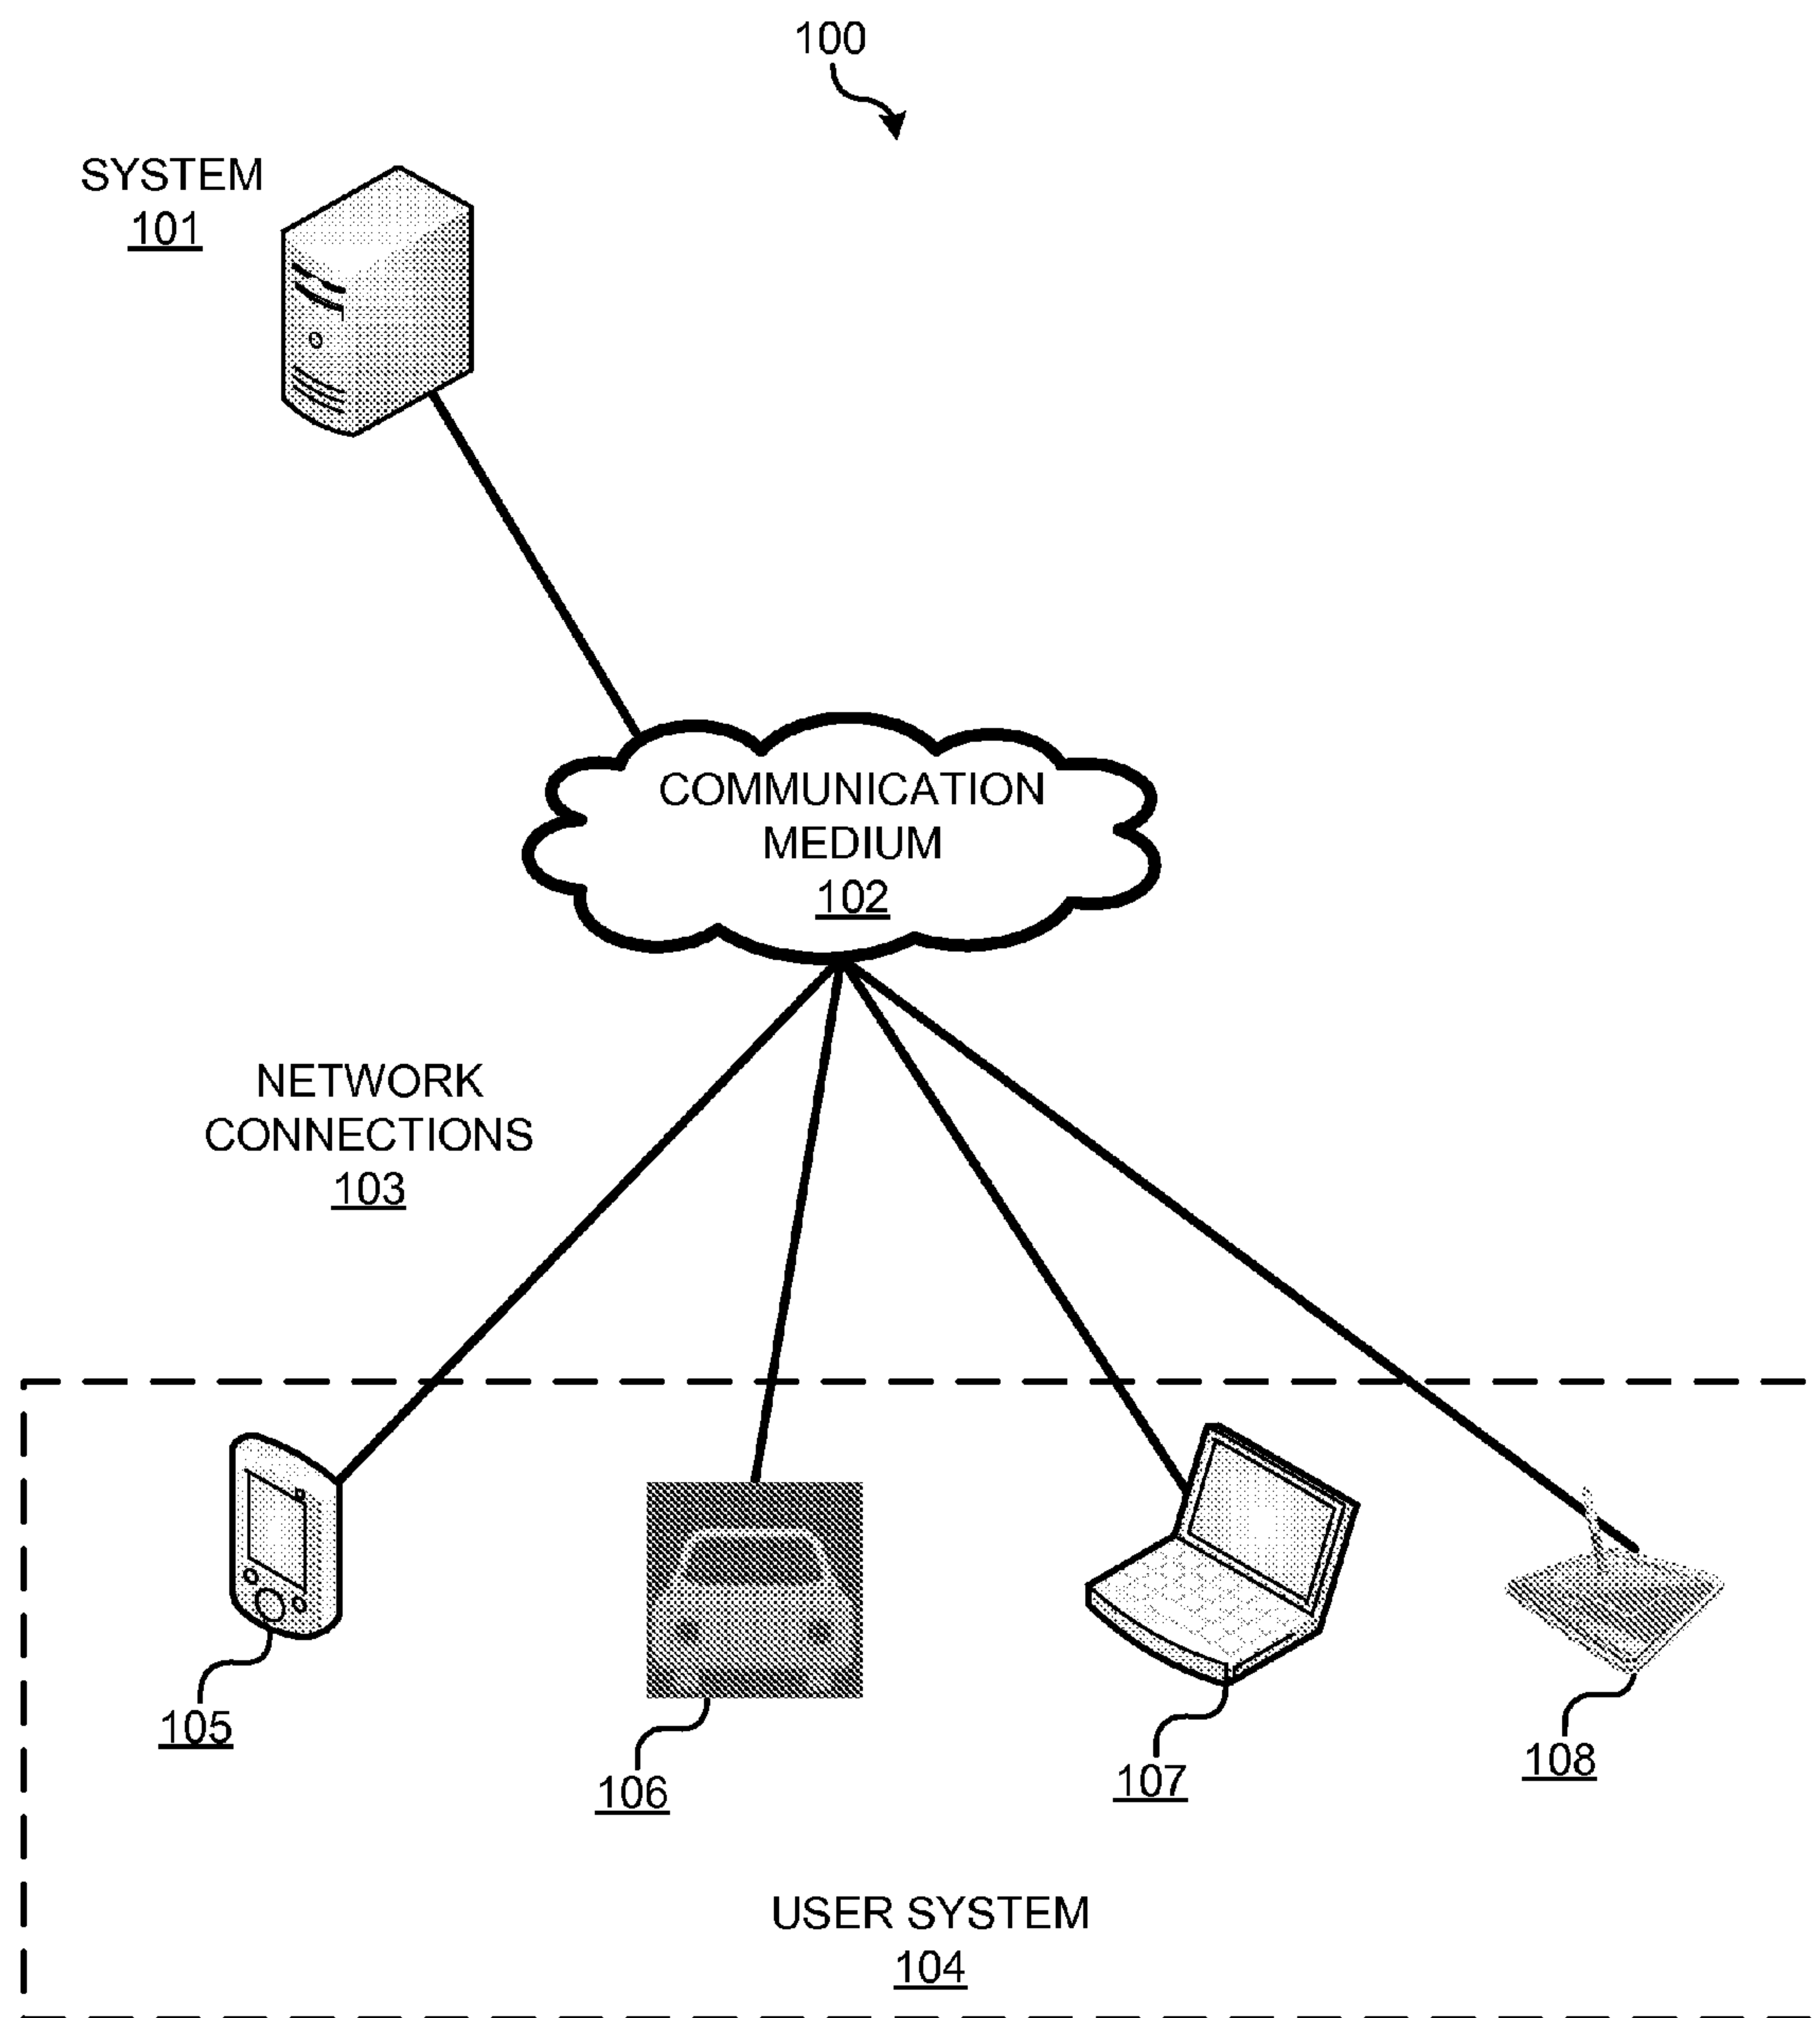 100
SYSTEM
101
COMMUNICATION
MEDIUM
102
NETWORK
CONNECTIONS
103
105
106
107
108
USER SYSTEM
104